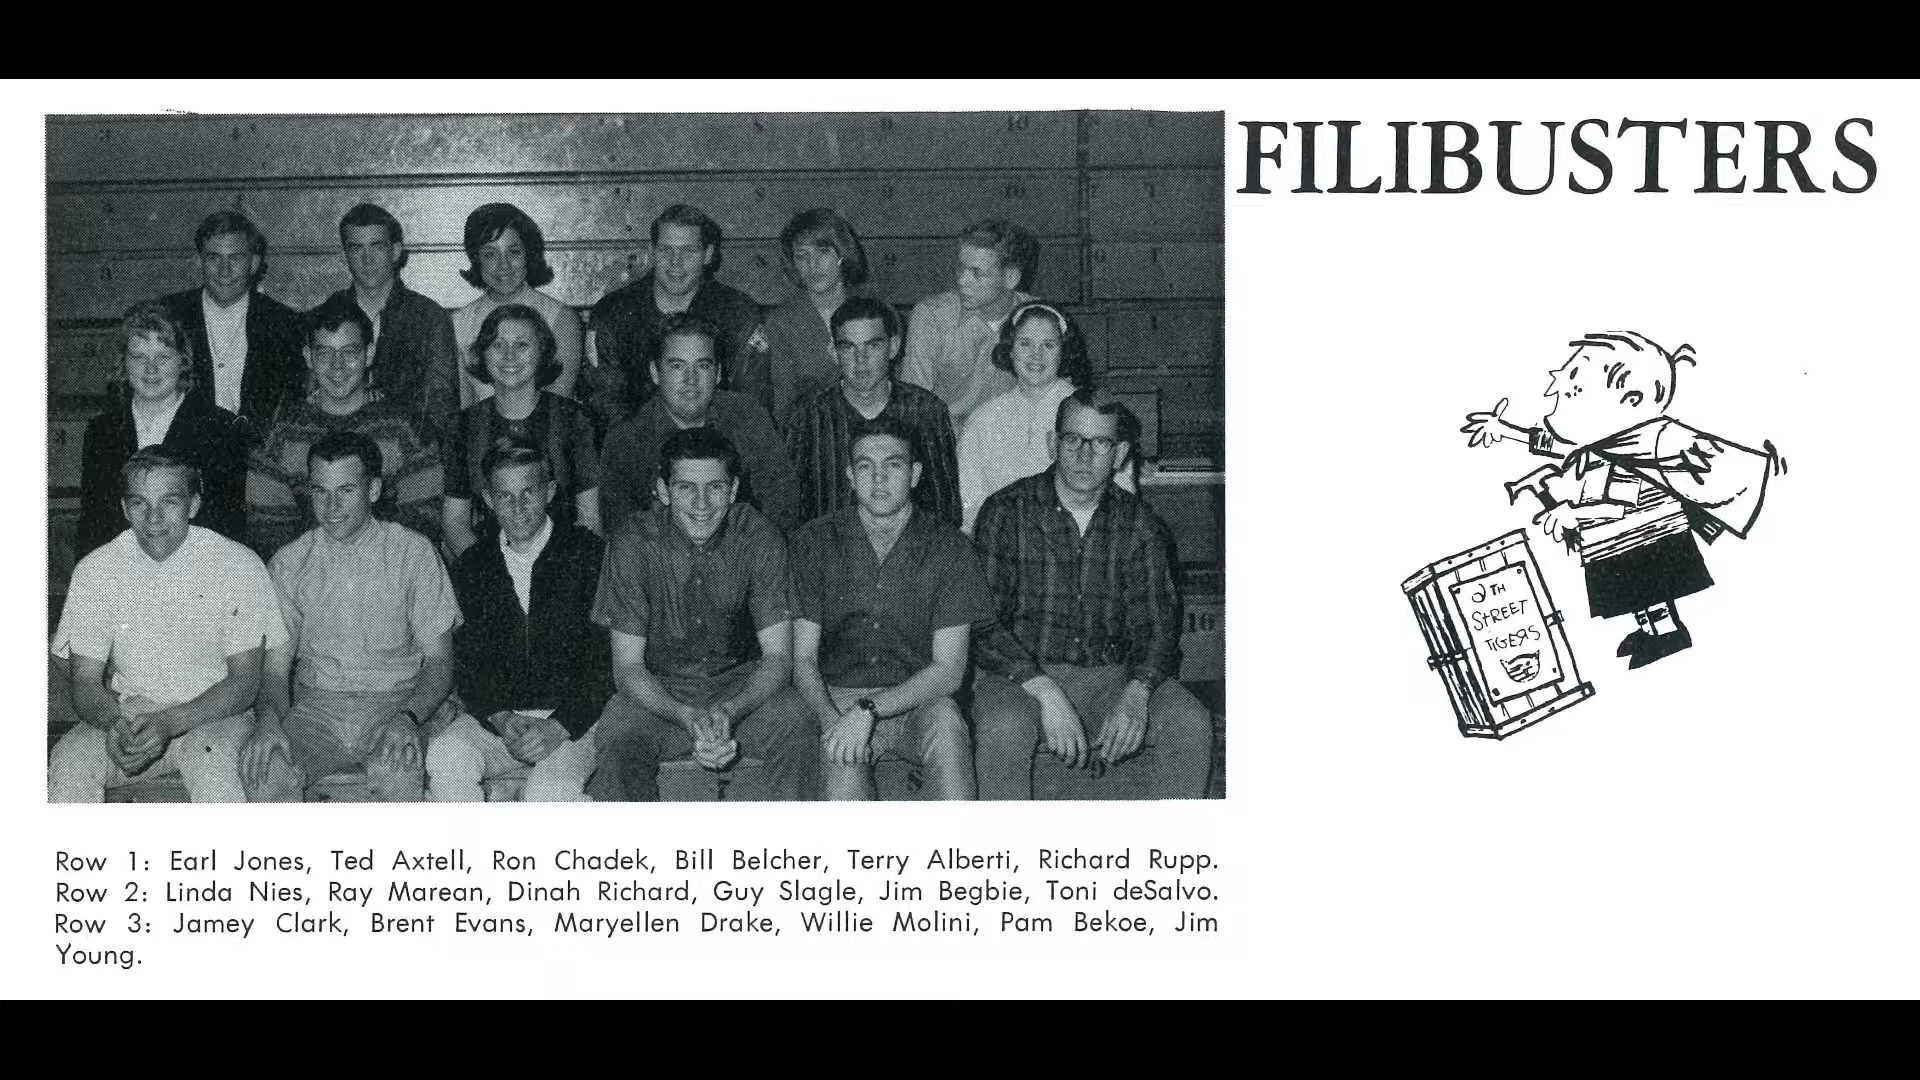 FILIBUSTERS
2TH
STREET
TIGERS
Row 1: Earl Jones, Ted Axtell, Ron Chadek, Bill Belcher, Terry Alberti, Richard Rupp.
Row 2: Linda Nies, Ray Marean, Dinah Richard, Guy Slagle, Jim Begbie, Toni deSalvo.
Row 3: Jamey Clark, Brent Evans, Maryellen Drake, Willie Molini, Pam Bekoe, Jim
Young.